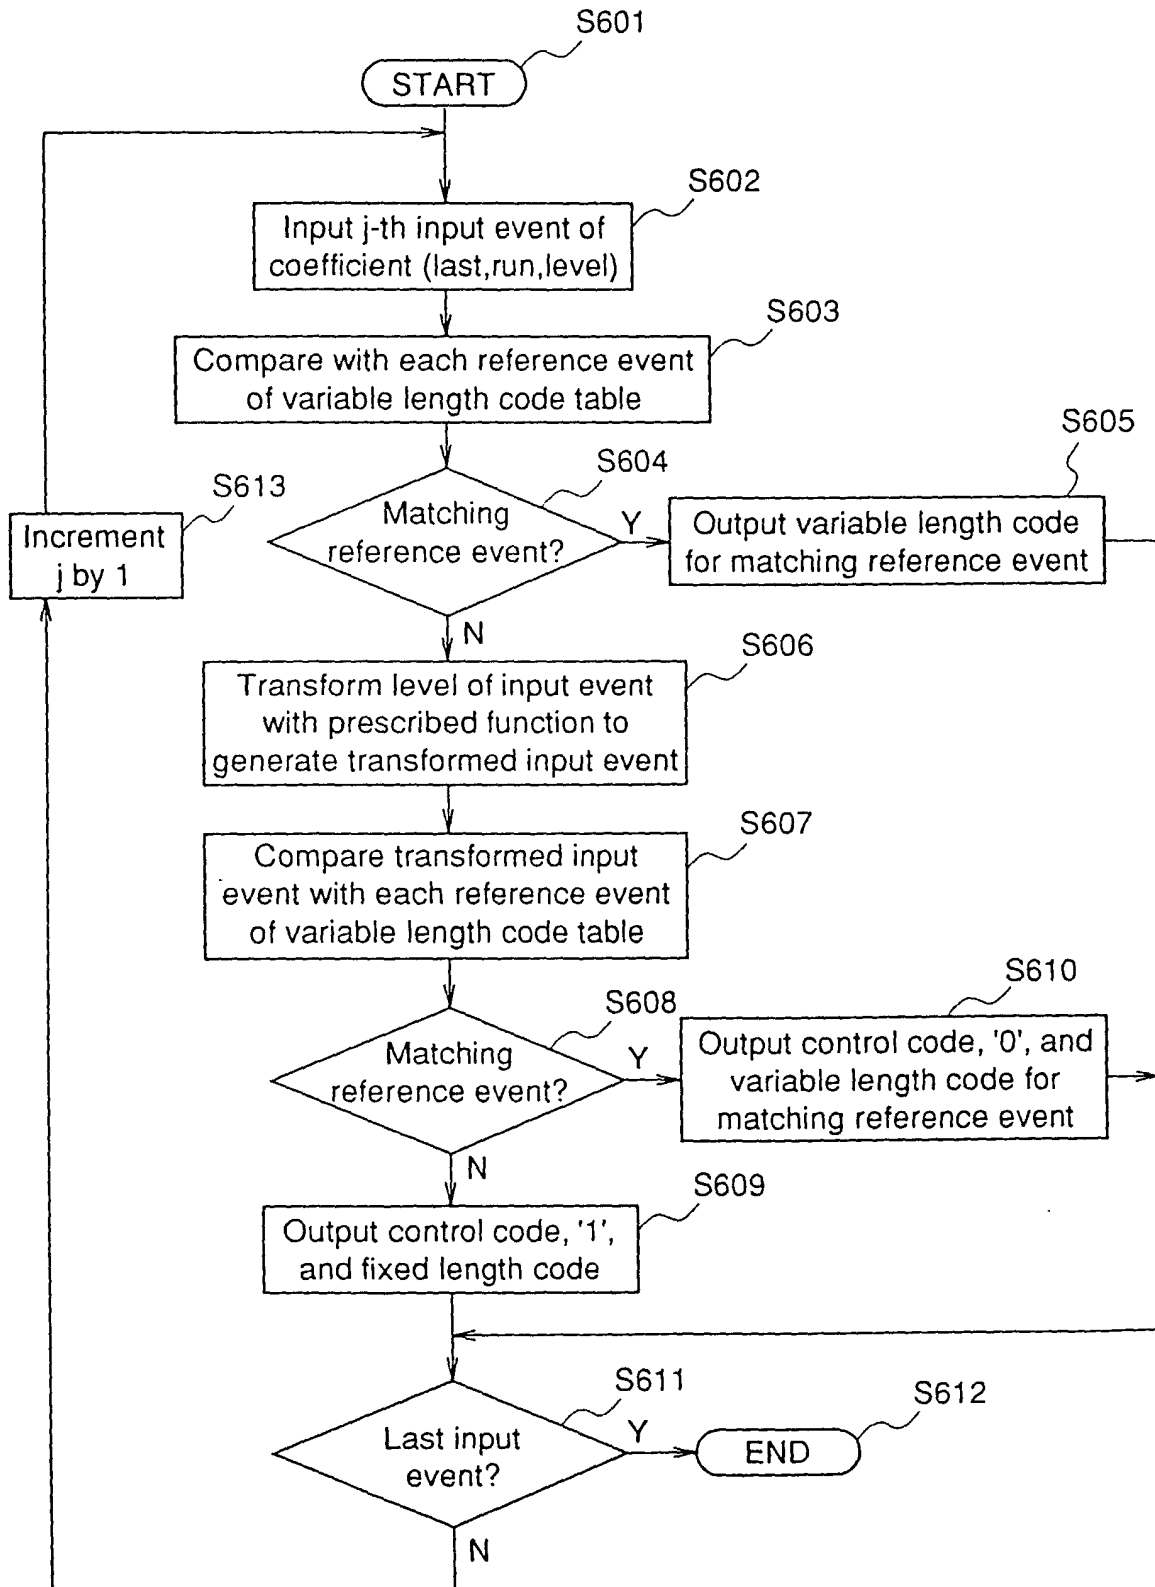 S601
START
S602
Input j-th input event of
coefficient (last,run,level)
S603
Compare with each reference event
of variable length code table
S604
Matching
reference event?
Y
S605
Output variable length code
for matching reference event
S613
Increment
j by 1
N
S606
Transform level of input event
with prescribed function to
generate transformed input event
S607
Compare transformed input
event with each reference event
of variable length code table
S608
Matching
reference event?
Y
S610
Output control code, '0', and
variable length code for
matching reference event
N
S609
Output control code, '1',
and fixed length code
S611
Last input
event?
Y
S612
END
N